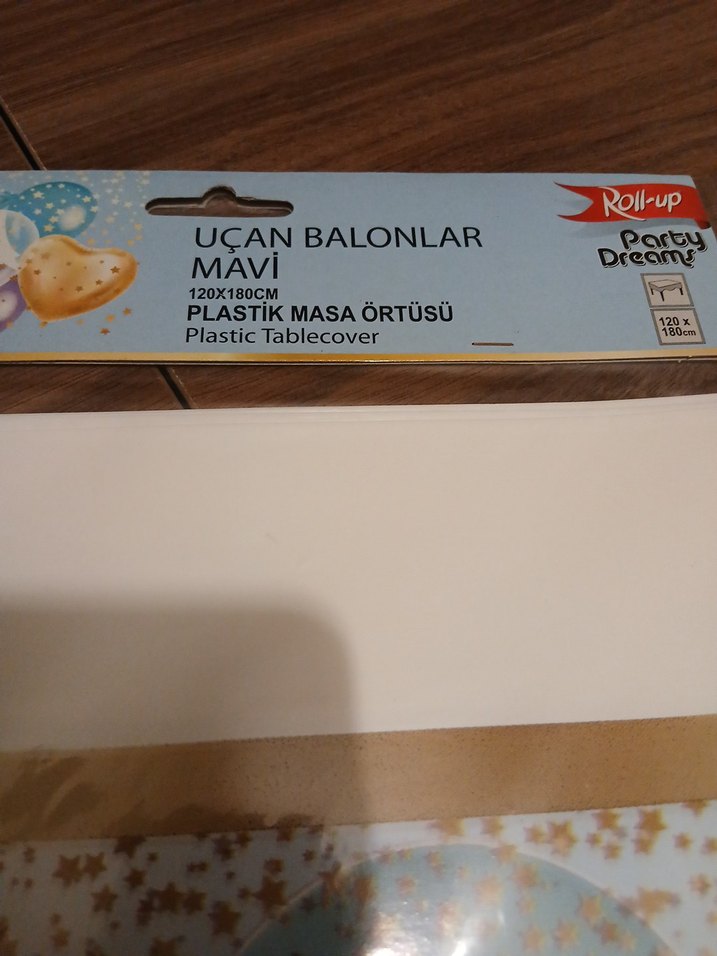 Roll-up
Party
Dreams
UÇAN BALONLAR
MAVİ
120X180CM
PLASTİK MASA ÖRTÜSÜ
Plastic Tablecover
120 x
180cm